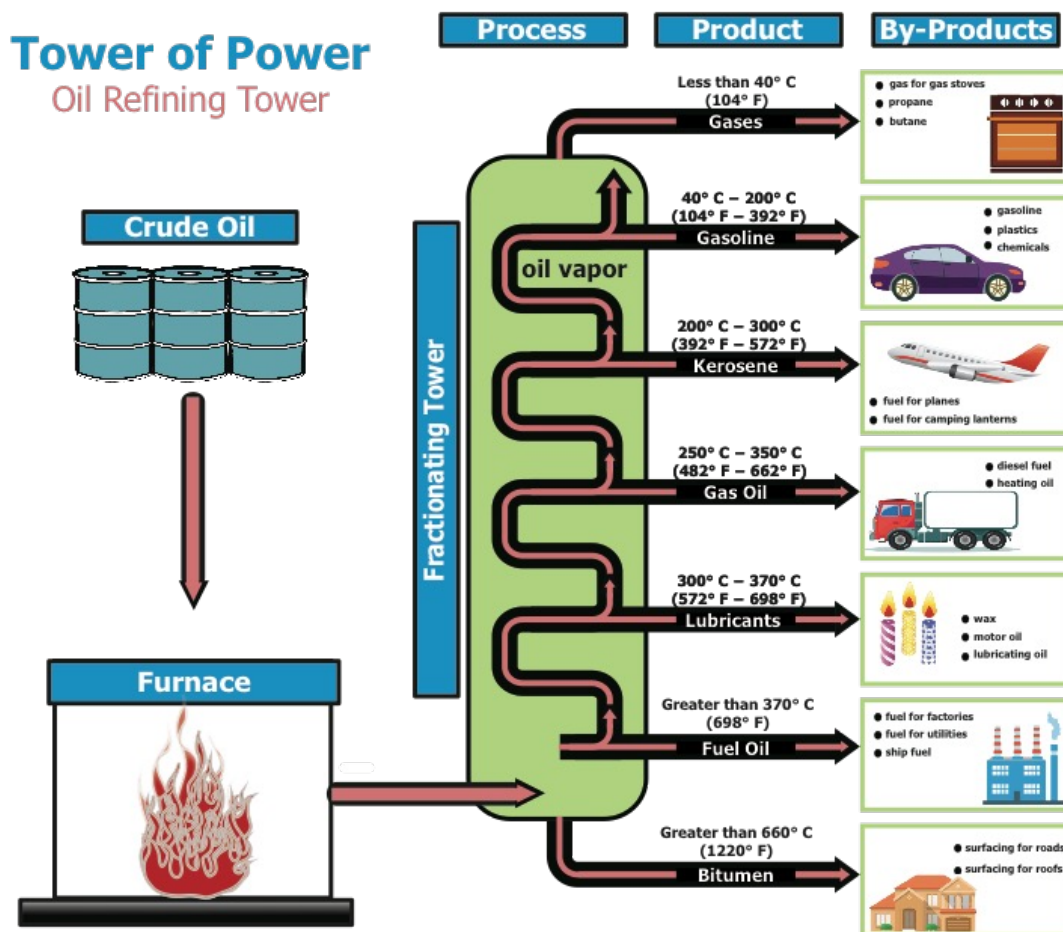 Tower of Power
Oil Refining Tower
Process
Product
By-Products
Crude Oil
Furnace
Fractionating Tower
oil vapor
Less than 40° C
(104° F)
Gases
• gas for gas stoves
• propane
• butane
40° C – 200° C
(104° F – 392° F)
Gasoline
• gasoline
• plastics
• chemicals
200° C – 300° C
(392° F – 572° F)
Kerosene
• fuel for planes
• fuel for camping lanterns
250° C – 350° C
(482° F – 662° F)
Gas Oil
• diesel fuel
• heating oil
300° C – 370° C
(572° F – 698° F)
Lubricants
• wax
• motor oil
• lubricating oil
Greater than 370° C
(698° F)
Fuel Oil
• fuel for factories
• fuel for utilities
• ship fuel
Greater than 660° C
(1220° F)
Bitumen
• surfacing for roads
• surfacing for roofs